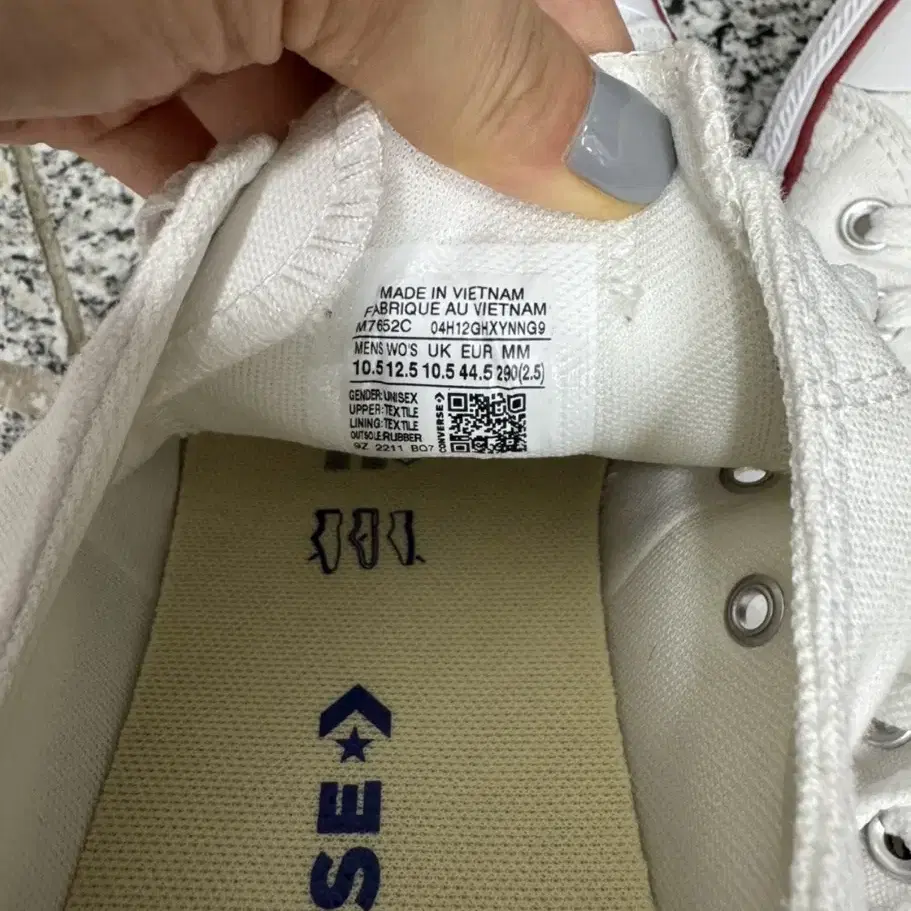 MADE IN VIETNAM
FABRIQUE AU VIETNAM
M7652C 04H12GHXYNNG9
MENS WO'S UK EUR MM
10.5 12.5 10.5 44.5 290(2.5)
GENDER: UNISEX
UPPER: TEXTILE
LINING: TEXTILE
OUTSOLE: RUBBER
9Z 2211 BO7
CONVERSE
SE